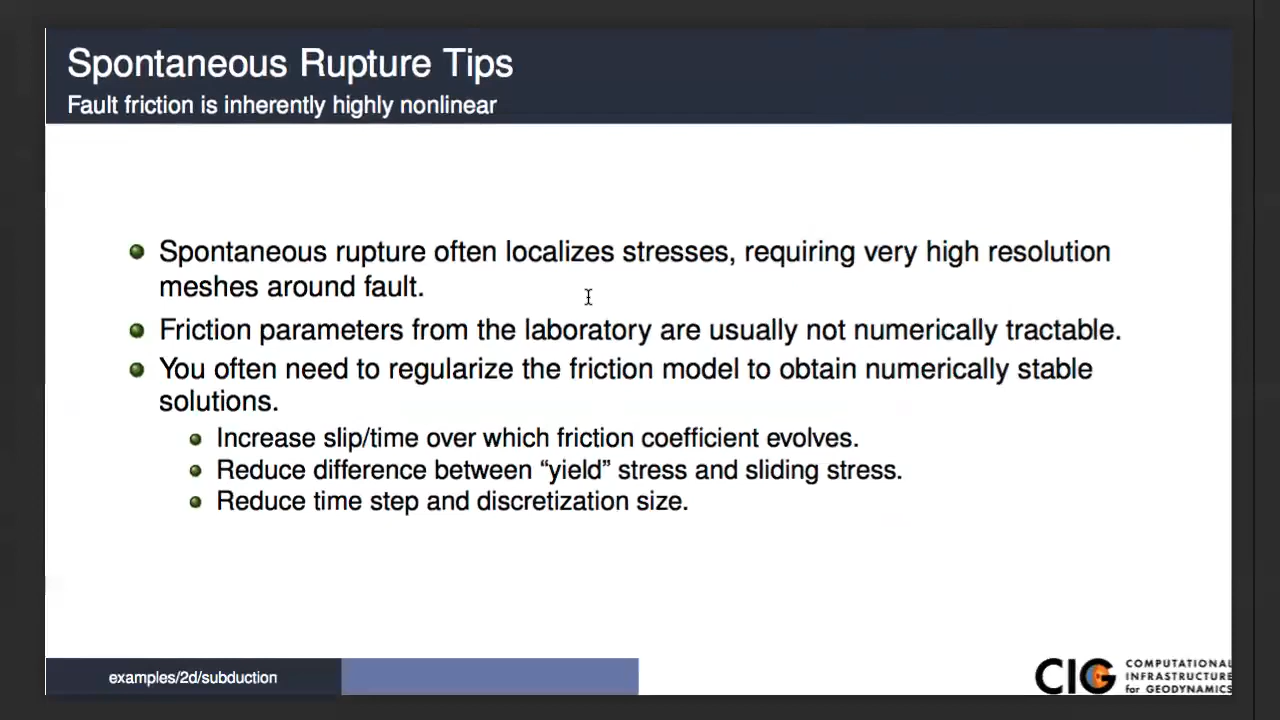 Spontaneous Rupture Tips
Fault friction is inherently highly nonlinear
Spontaneous rupture often localizes stresses, requiring very high resolution
meshes around fault.
Friction parameters from the laboratory are usually not numerically tractable.
You often need to regularize the friction model to obtain numerically stable
solutions.
Increase slip/time over which friction coefficient evolves.
Reduce difference between “yield” stress and sliding stress.
Reduce time step and discretization size.
examples/2d/subduction
CIG
COMPUTATIONAL
INFRASTRUCTURE
for GEODYNAMICS